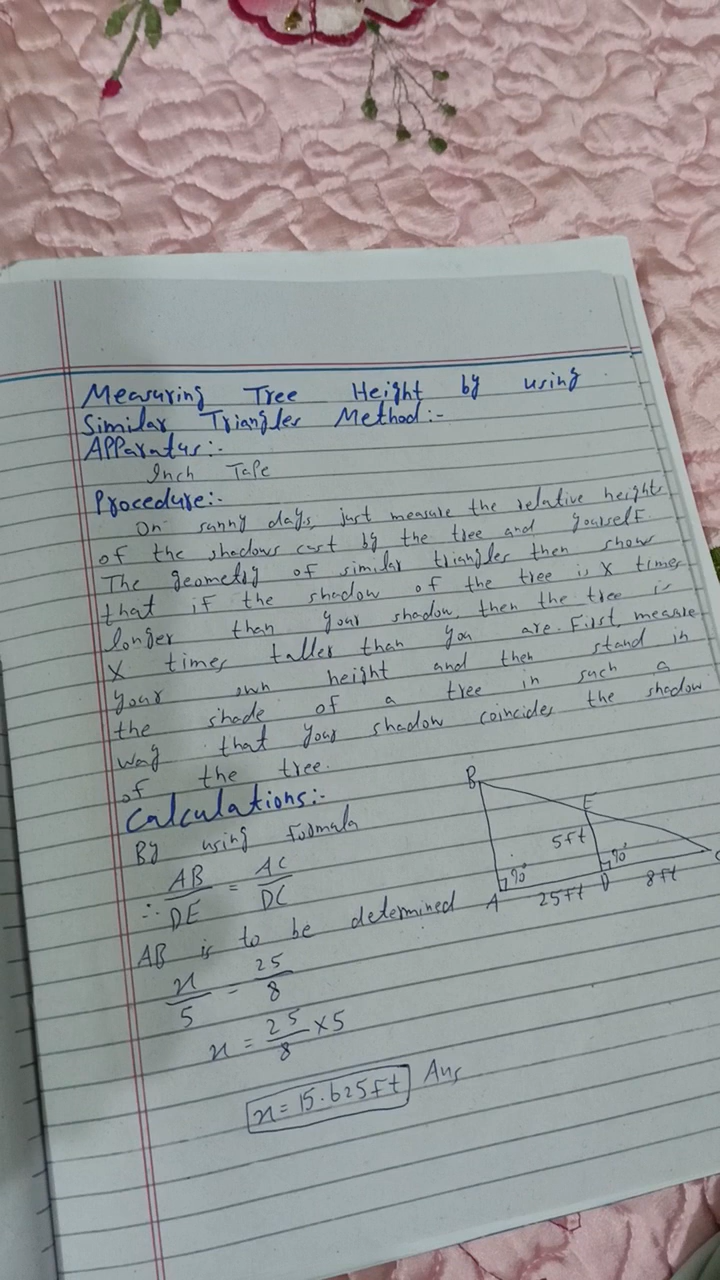 Measuring Tree Height by using
Similar Triangles Method:-
Apparatus:-
Inch Tape
Procedure:-
On sunny days, just measure the relative heights
of the shadows cast by the tree and yourself.
The geometry of similar triangles then shows
that if the shadow of the tree is X times
longer than your shadow, then the tree is
X times taller than you are. First, measure
your own height and then stand in
the shade of a tree in such a
way that your shadow coincides the shadow
of the tree.
Calculations:-
By using formula
∴ AB/DE = AC/DC
AB is to be determined
x/5 = 25/8
x = 25/8 × 5
x = 15.625ft Ans
B
E
5ft
90°
90°
A
25ft
D
8ft
C